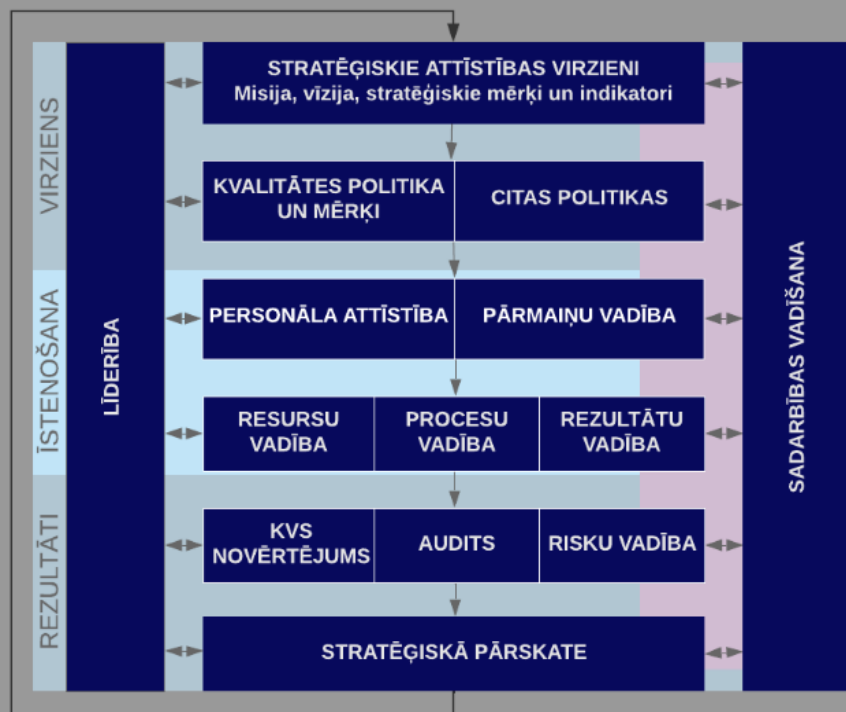 STRATĒĢISKIE ATTĪSTĪBAS VIRZIENI
Misija, vīzija, stratēģiskie mērķi un indikatori
VIRZIENS
KVALITĀTES POLITIKA
UN MĒRĶI
CITAS POLITIKAS
LĪDERĪBA
SADARBĪBAS VADĪŠANA
ĪSTENOŠANA
PERSONĀLA ATTĪSTĪBA
PĀRMAIŅU VADĪBA
RESURSU
VADĪBA
PROCESU
VADĪBA
REZULTĀTU
VADĪBA
REZULTĀTI
KVS
NOVĒRTĒJUMS
AUDITS
RISKU VADĪBA
STRATĒĢISKĀ PĀRSKATE